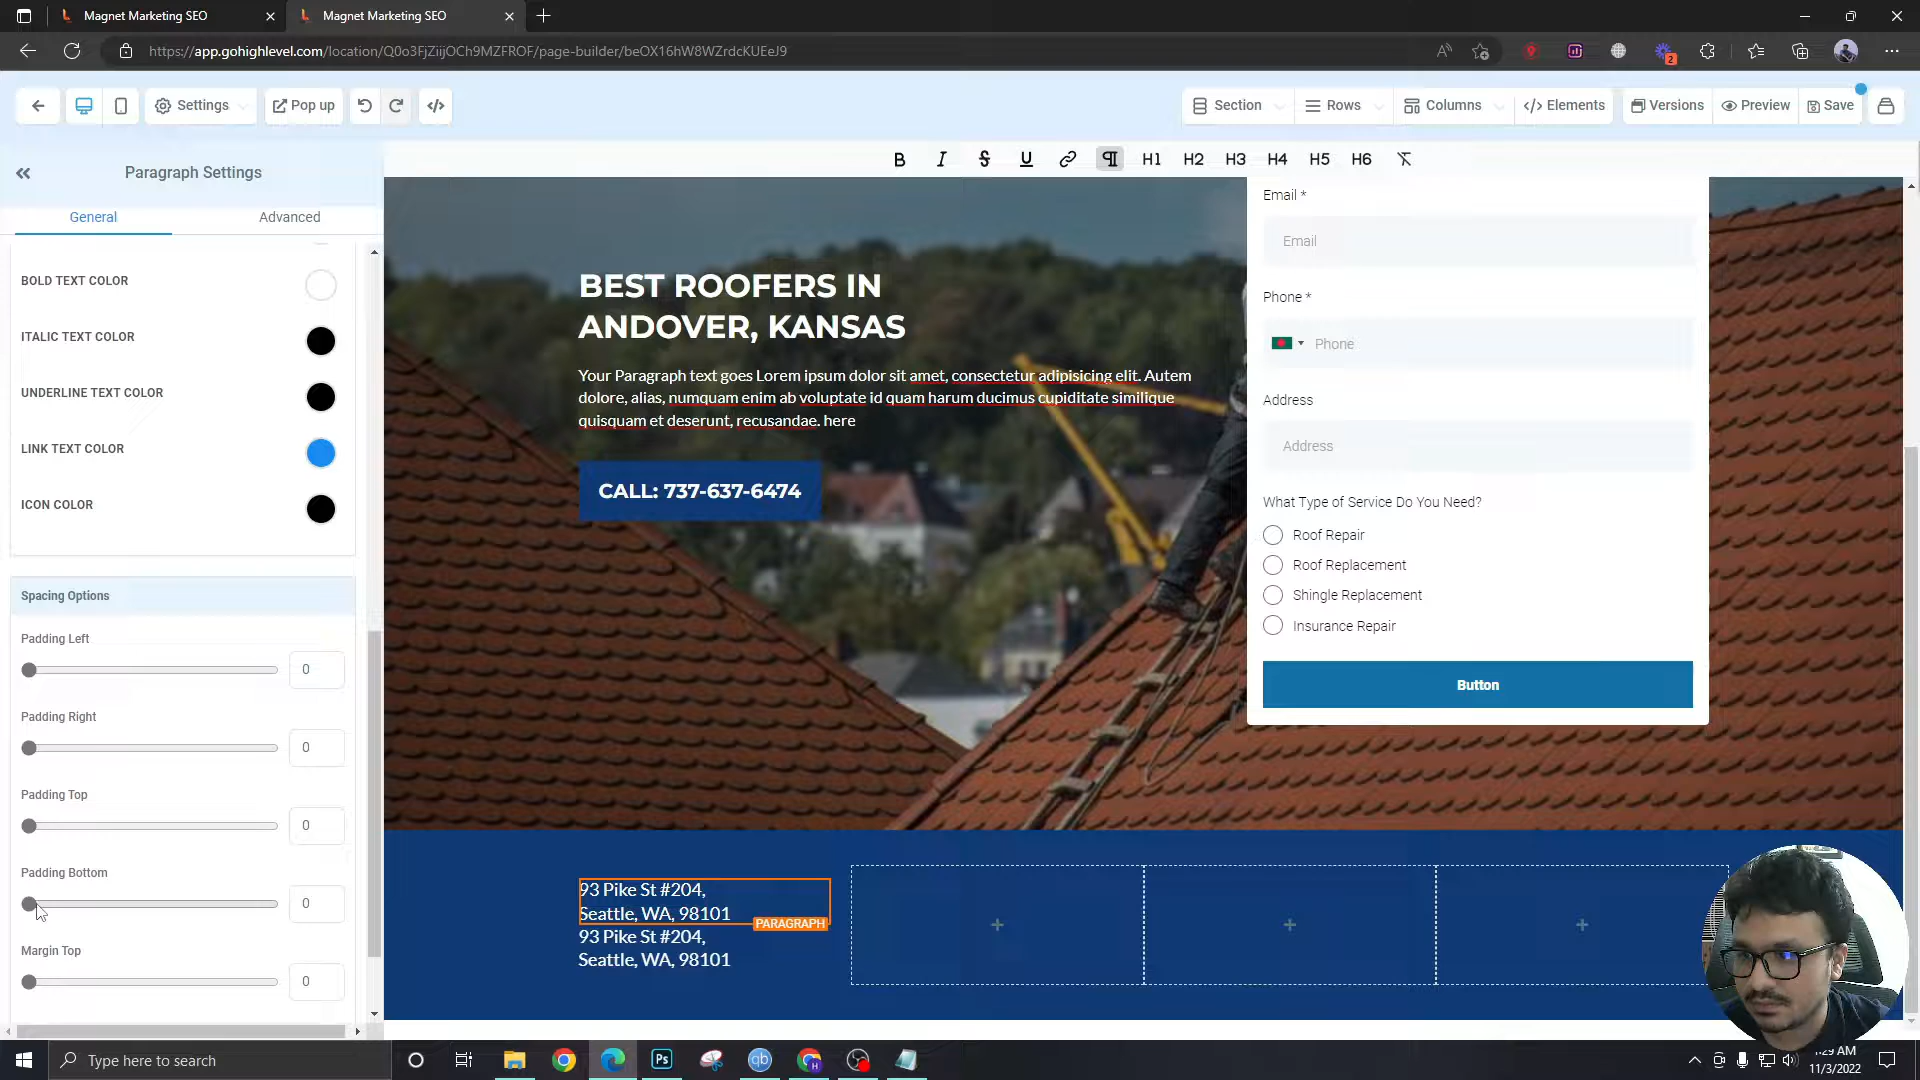 Magnet Marketing SEO
Magnet Marketing SEO
https://app.gohighlevel.com/location/Q0o3FjZiijOCh9MZFROF/page-builder/beOX16hW8WZrdcKUEeJ9
2
Settings
Pop up
Section
Rows
Columns
Elements
Versions
Preview
Save
B I S U H1 H2 H3 H4 H5 H6
Paragraph Settings
General
Advanced
BOLD TEXT COLOR
ITALIC TEXT COLOR
UNDERLINE TEXT COLOR
LINK TEXT COLOR
ICON COLOR
Spacing Options
Padding Left
0
Padding Right
0
Padding Top
0
Padding Bottom
0
Margin Top
0
BEST ROOFERS IN
ANDOVER, KANSAS
Your Paragraph text goes Lorem ipsum dolor sit amet, consectetur adipisicing elit. Autem
dolore, alias, numquam enim ab voluptate id quam harum ducimus cupiditate similique
quisquam et deserunt, recusandae. here
CALL: 737-637-6474
Email *
Email
Phone *
Phone
Address
Address
What Type of Service Do You Need?
Roof Repair
Roof Replacement
Shingle Replacement
Insurance Repair
Button
93 Pike St #204,
Seattle, WA, 98101
PARAGRAPH
93 Pike St #204,
Seattle, WA, 98101
Type here to search
Ps
qb
H
1:29 AM
11/3/2022